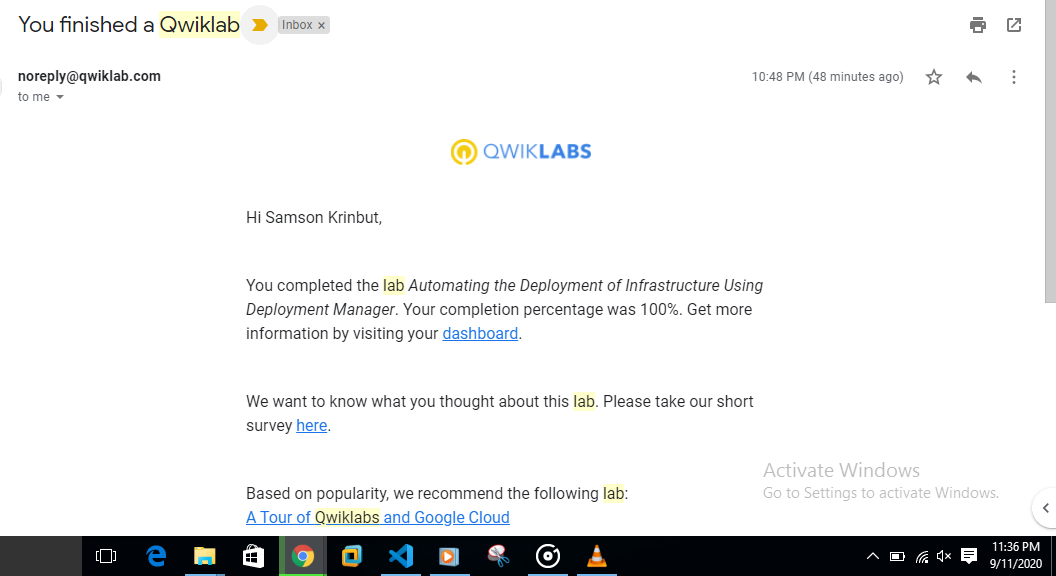 You finished a Qwiklab Inbox x
noreply@qwiklab.com 10:48 PM (48 minutes ago)
to me
QWIKLABS
Hi Samson Krinbut,
You completed the lab Automating the Deployment of Infrastructure Using
Deployment Manager. Your completion percentage was 100%. Get more
information by visiting your dashboard.
We want to know what you thought about this lab. Please take our short
survey here.
Based on popularity, we recommend the following lab:
A Tour of Qwiklabs and Google Cloud
Activate Windows
Go to Settings to activate Windows.
11:36 PM
9/11/2020